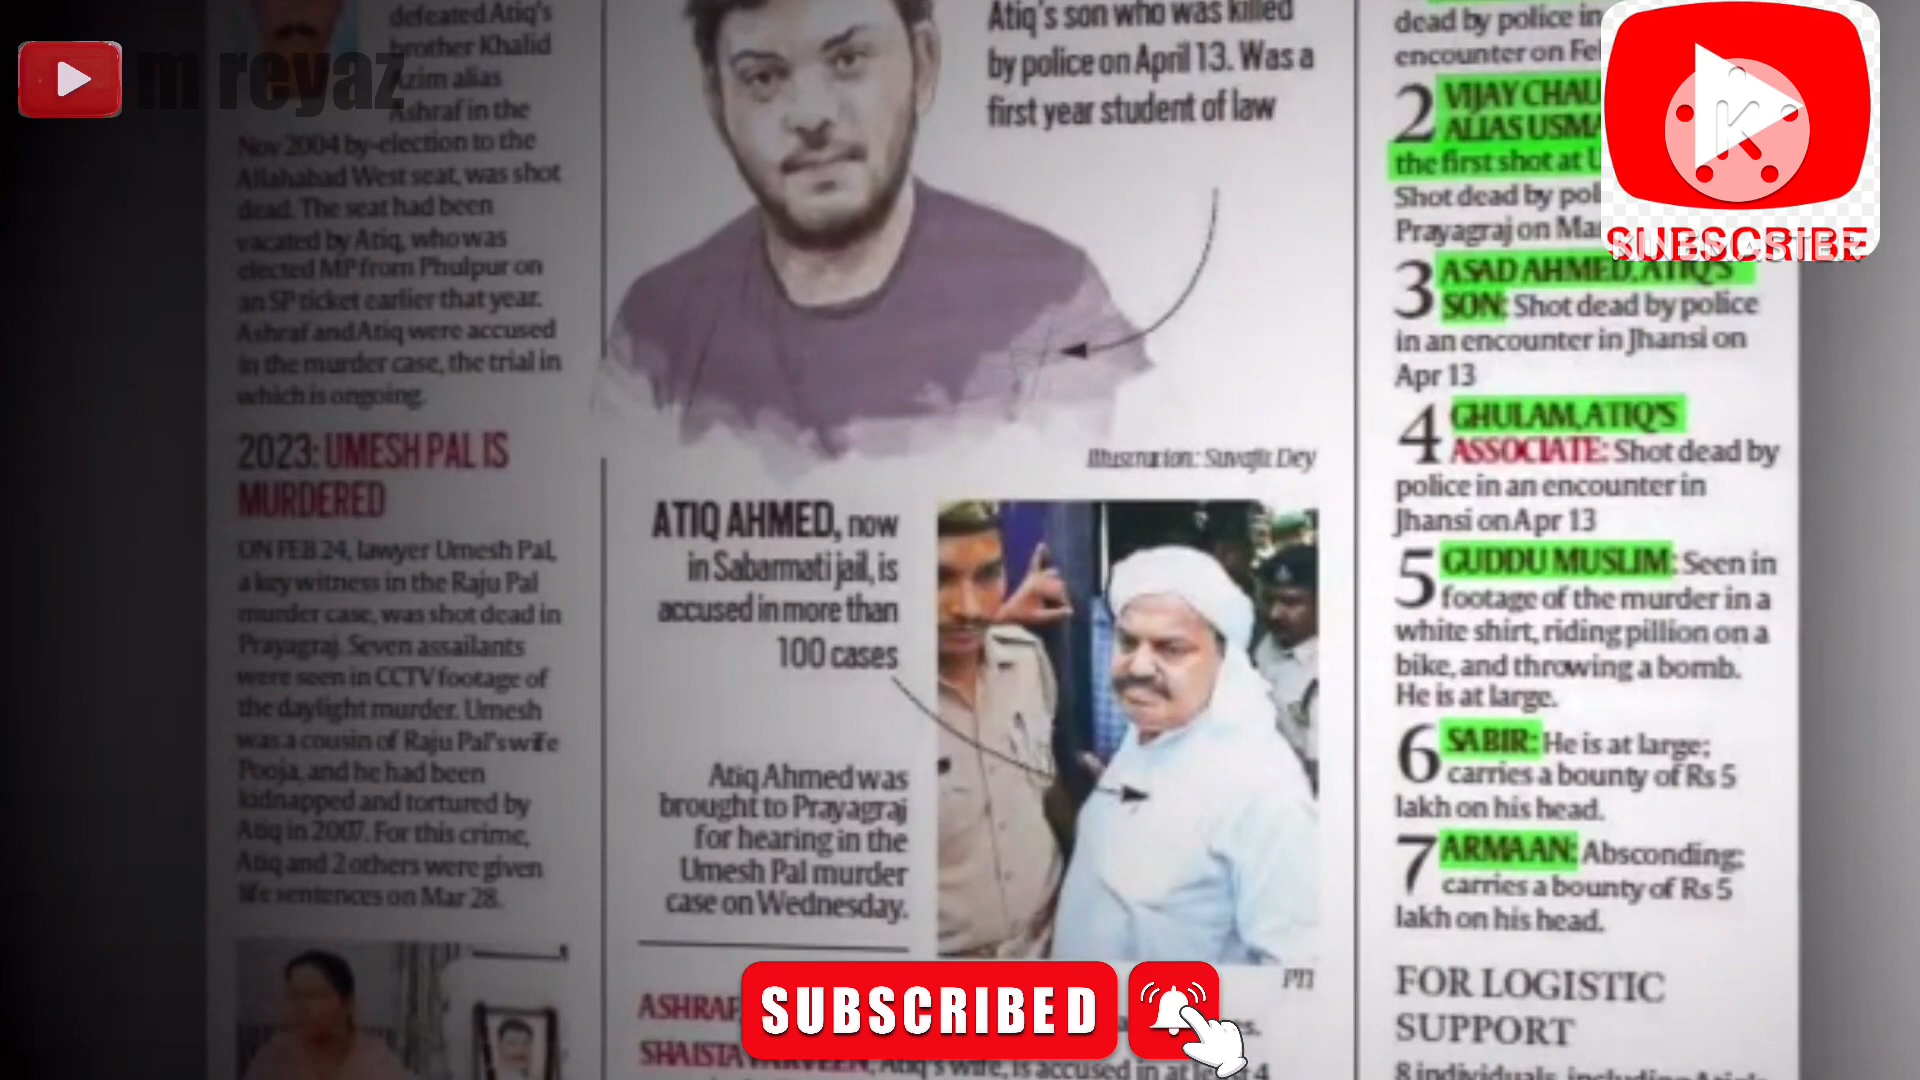 m reyaz
defeated Atiq's
brother Khalid
Azim alias
Ashraf in the
Nov 2004 by-election to the
Allahabad West seat, was shot
dead. The seat had been
vacated by Atiq, who was
elected MP from Phulpur on
an SP ticket earlier that year.
Ashraf and Atiq were accused
in the murder case, the trial in
which is ongoing.
2023: UMESH PAL IS
MURDERED
ON FEB 24, lawyer Umesh Pal,
a key witness in the Raju Pal
murder case, was shot dead in
Prayagraj. Seven assailants
were seen in CCTV footage of
the daylight murder. Umesh
was a cousin of Raju Pal's wife
Pooja, and he had been
kidnapped and tortured by
Atiq in 2007. For this crime,
Atiq and 2 others were given
life sentences on Mar 28.
Atiq's son who was killed
by police on April 13. Was a
first year student of law
Illustration: Suvajit Dey
ATIQ AHMED, now
in Sabarmati jail, is
accused in more than
100 cases
Atiq Ahmed was
brought to Prayagraj
for hearing in the
Umesh Pal murder
case on Wednesday.
PTI
ASHRAF
SHAISTA PARVEEN, Atiq's wife, is accused in at least 4
dead by police in
encounter on Fe
2 VIJAY CHAU
ALIAS USMA
the first shot at U
Shot dead by pol
Prayagraj on Ma
3 ASAD AHMED, ATIQ'S
SON: Shot dead by police
in an encounter in Jhansi on
Apr 13
4 GHULAM, ATIQ'S
ASSOCIATE: Shot dead by
police in an encounter in
Jhansi on Apr 13
5 GUDDU MUSLIM: Seen in
footage of the murder in a
white shirt, riding pillion on a
bike, and throwing a bomb.
He is at large.
6 SABIR: He is at large;
carries a bounty of Rs 5
lakh on his head.
7 ARMAAN: Absconding;
carries a bounty of Rs 5
lakh on his head.
FOR LOGISTIC
SUPPORT
8 individuals, including Atiq's
K
SUBSCRIBE
KINEMASTER
SUBSCRIBED